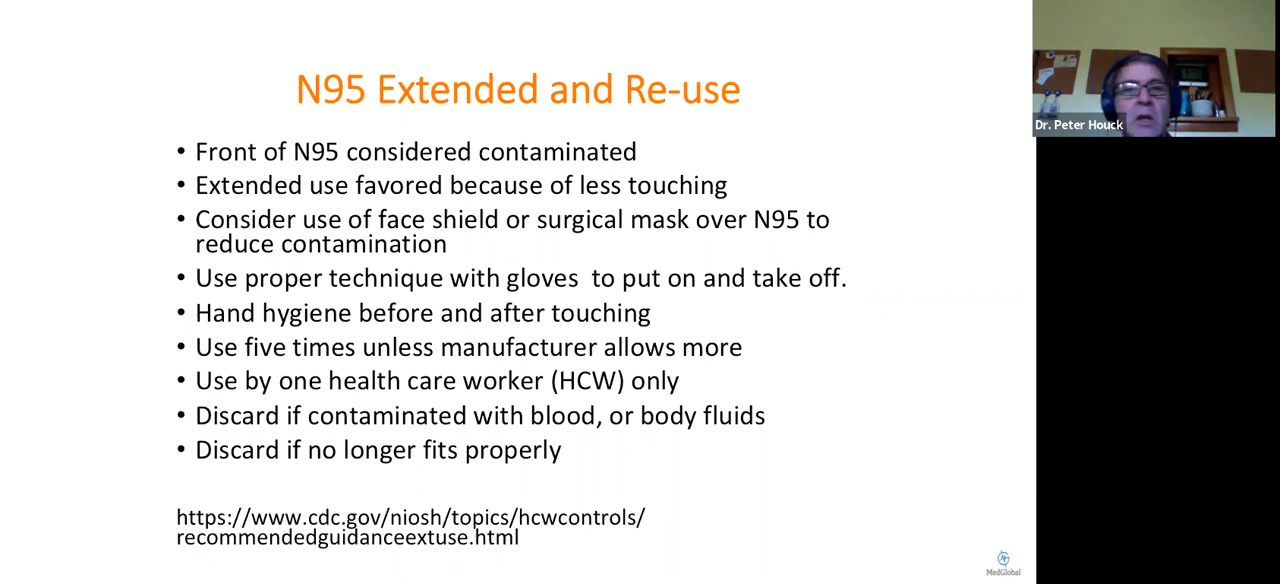 N95 Extended and Re-use
• Front of N95 considered contaminated
• Extended use favored because of less touching
• Consider use of face shield or surgical mask over N95 to
reduce contamination
• Use proper technique with gloves  to put on and take off.
• Hand hygiene before and after touching
• Use five times unless manufacturer allows more
• Use by one health care worker (HCW) only
• Discard if contaminated with blood, or body fluids
• Discard if no longer fits properly
https://www.cdc.gov/niosh/topics/hcwcontrols/
recommendedguidanceextuse.html
MedGlobal
Dr. Peter Houck